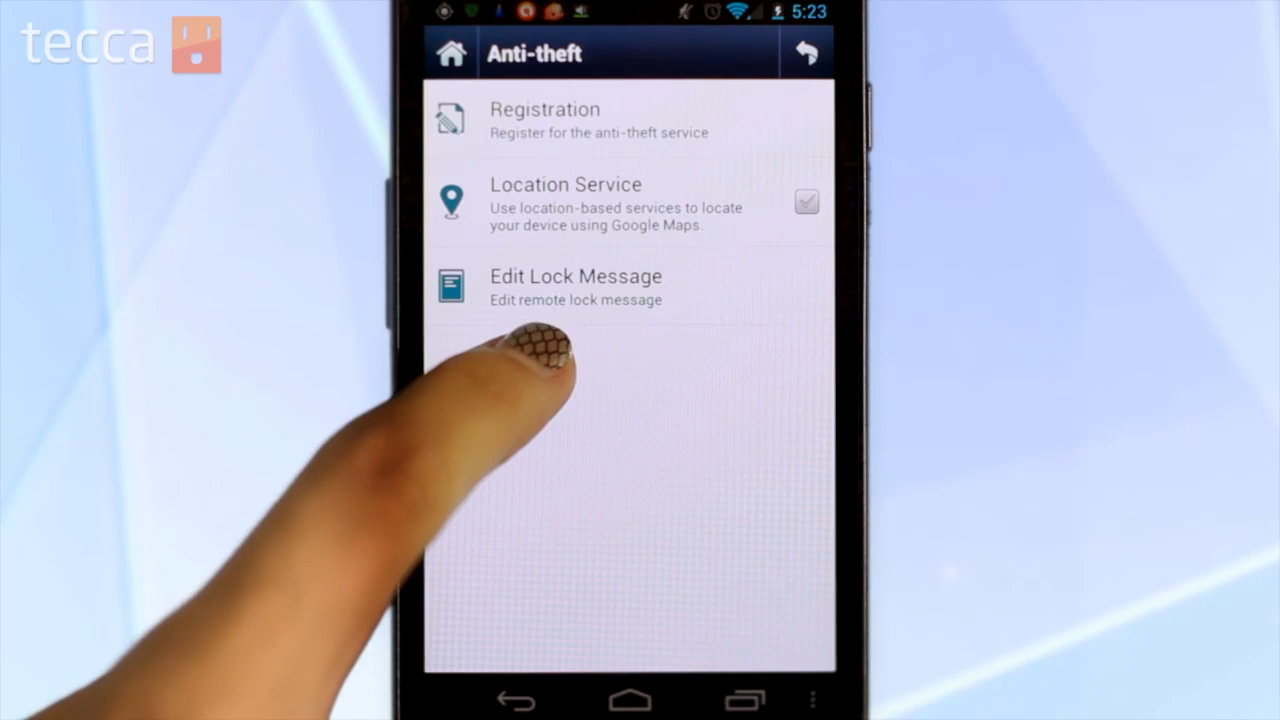 tecca
5:23
Anti-theft
Registration
Register for the anti-theft service
Location Service
Use location-based services to locate
your device using Google Maps.
Edit Lock Message
Edit remote lock message